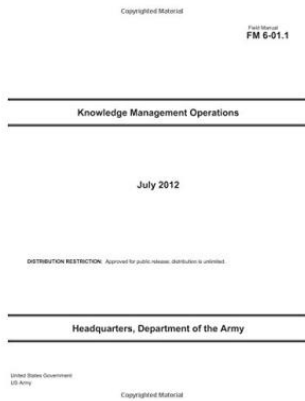 Copyrighted Material
Field Manual
FM 6-01.1
Knowledge Management Operations
July 2012
DISTRIBUTION RESTRICTION: Approved for public release; distribution is unlimited.
Headquarters, Department of the Army
United States Government
US Army
Copyrighted Material